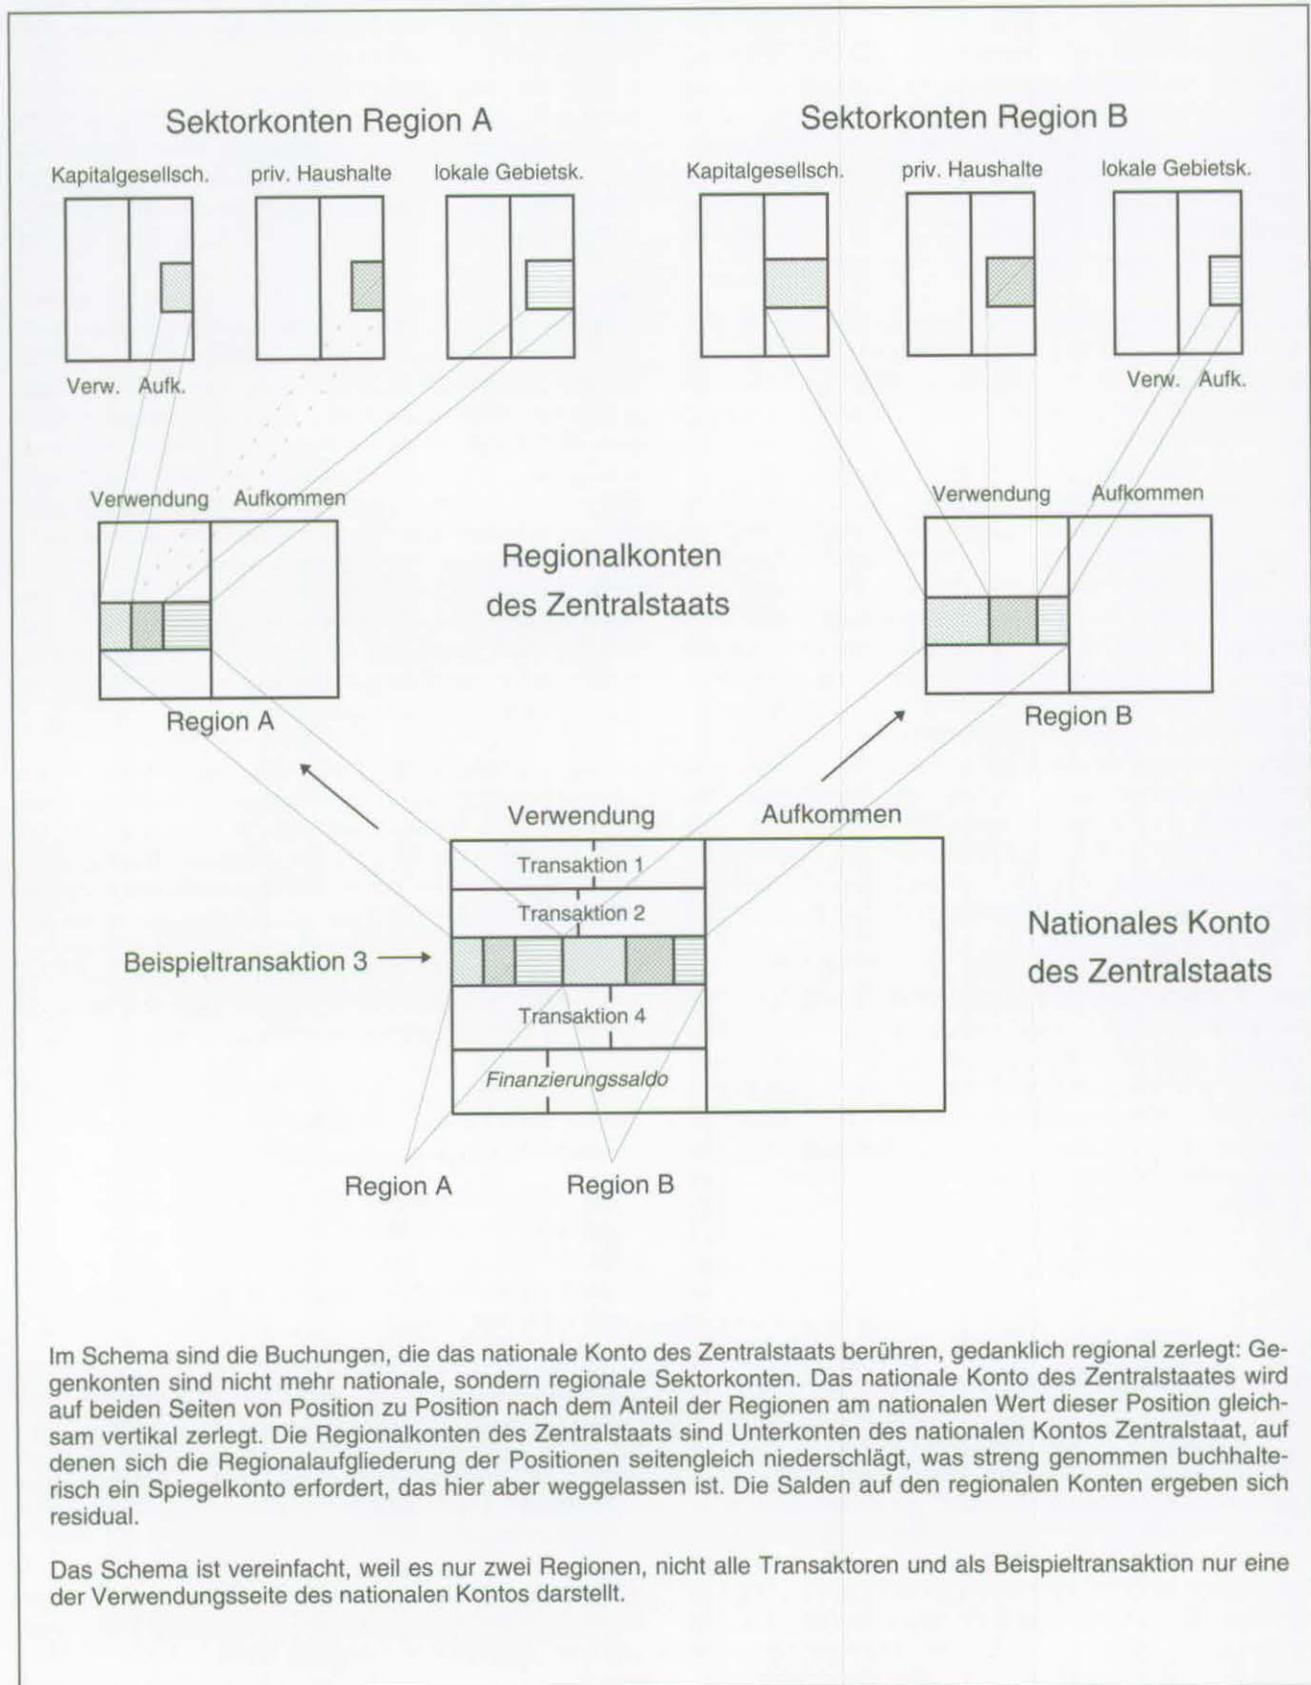 Sektorkonten Region A
Sektorkonten Region B
Kapitalgesellsch.
priv. Haushalte
lokale Gebietsk.
Kapitalgesellsch.
priv. Haushalte
lokale Gebietsk.
Verw.
Aufk.
Verw.
Aufk.
Verwendung
Aufkommen
Verwendung
Aufkommen
Regionalkonten
des Zentralstaats
Region A
Region B
Verwendung
Aufkommen
Transaktion 1
Transaktion 2
Beispieltransaktion 3
Transaktion 4
Finanzierungssaldo
Nationales Konto
des Zentralstaats
Region A
Region B
Im Schema sind die Buchungen, die das nationale Konto des Zentralstaats berühren, gedanklich regional zerlegt: Ge-
genkonten sind nicht mehr nationale, sondern regionale Sektorkonten. Das nationale Konto des Zentralstaates wird
auf beiden Seiten von Position zu Position nach dem Anteil der Regionen am nationalen Wert dieser Position gleich-
sam vertikal zerlegt. Die Regionalkonten des Zentralstaats sind Unterkonten des nationalen Kontos Zentralstaat, auf
denen sich die Regionalaufgliederung der Positionen seitengleich niederschlägt, was streng genommen buchhalte-
risch ein Spiegelkonto erfordert, das hier aber weggelassen ist. Die Salden auf den regionalen Konten ergeben sich
residual.
Das Schema ist vereinfacht, weil es nur zwei Regionen, nicht alle Transaktoren und als Beispieltransaktion nur eine
der Verwendungsseite des nationalen Kontos darstellt.